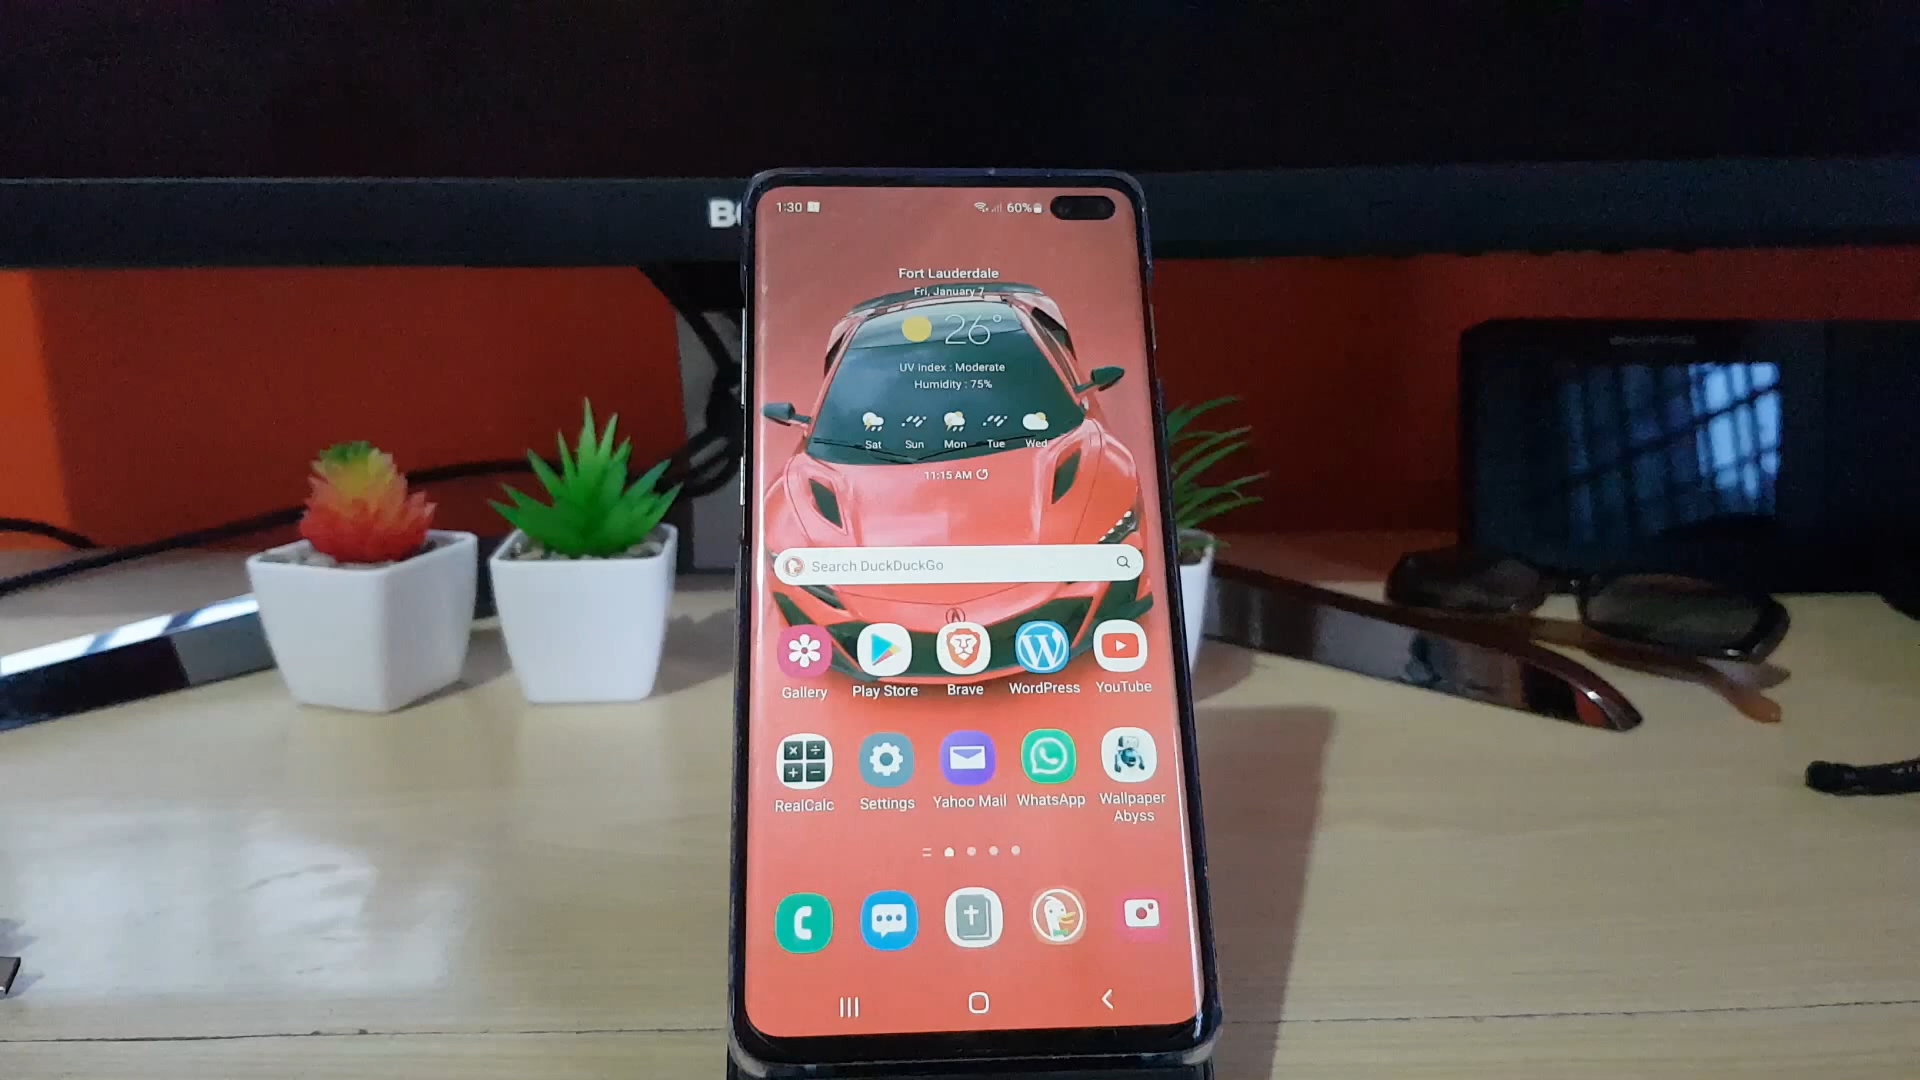 1:30
60%
Fort Lauderdale
Fri, January 7
26°
UV index : Moderate
Humidity : 75%
Sat Sun Mon Tue Wed
11:15 AM
Search DuckDuckGo
Gallery Play Store Brave WordPress YouTube
RealCalc Settings Yahoo Mail WhatsApp Wallpaper
Abyss